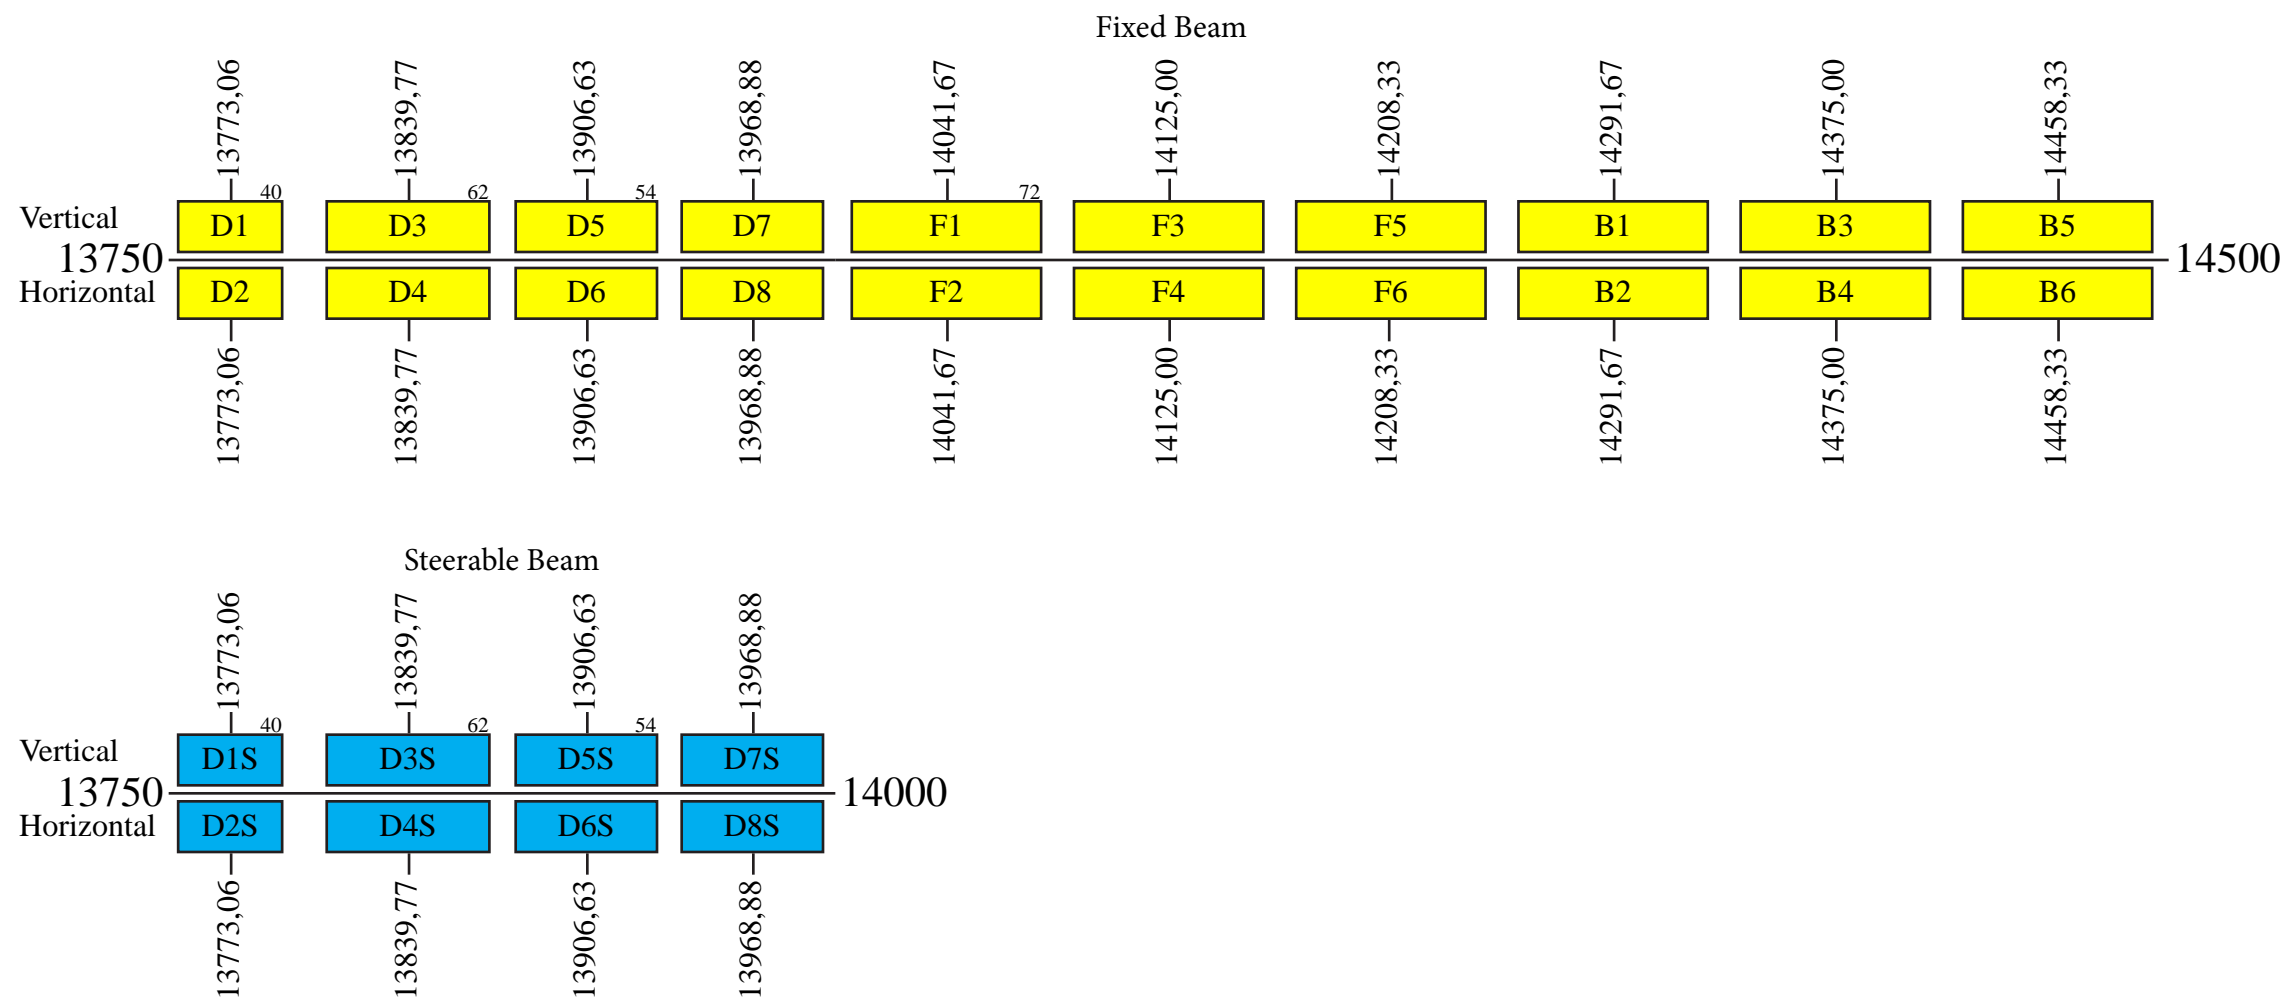 Fixed Beam
13773,06 13839,77 13906,63 13968,88 14041,67 14125,00 14208,33 14291,67 14375,00 14458,33
40 62 54 72
Vertical D1 D3 D5 D7 F1 F3 F5 B1 B3 B5
13750 14500
Horizontal D2 D4 D6 D8 F2 F4 F6 B2 B4 B6
13773,06 13839,77 13906,63 13968,88 14041,67 14125,00 14208,33 14291,67 14375,00 14458,33
Steerable Beam
13773,06 13839,77 13906,63 13968,88
40 62 54
Vertical D1S D3S D5S D7S
13750 14000
Horizontal D2S D4S D6S D8S
13773,06 13839,77 13906,63 13968,88